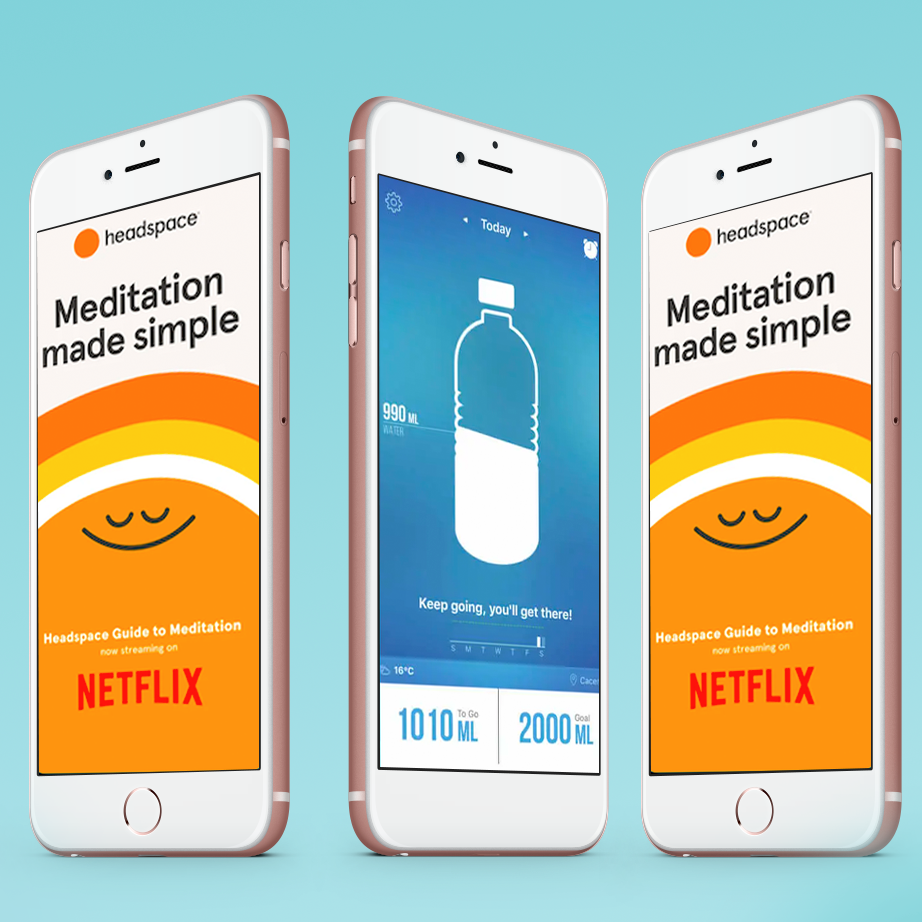 headspace
Meditation
made simple
Headspace Guide to Meditation
now streaming on
NETFLIX
Today
990 ML
WATER
Keep going, you'll get there!
S M T W T F S
16°C
Cacer
To Go
1010 ML
Goal
2000 ML
headspace
Meditation
made simple
Headspace Guide to Meditation
now streaming on
NETFLIX